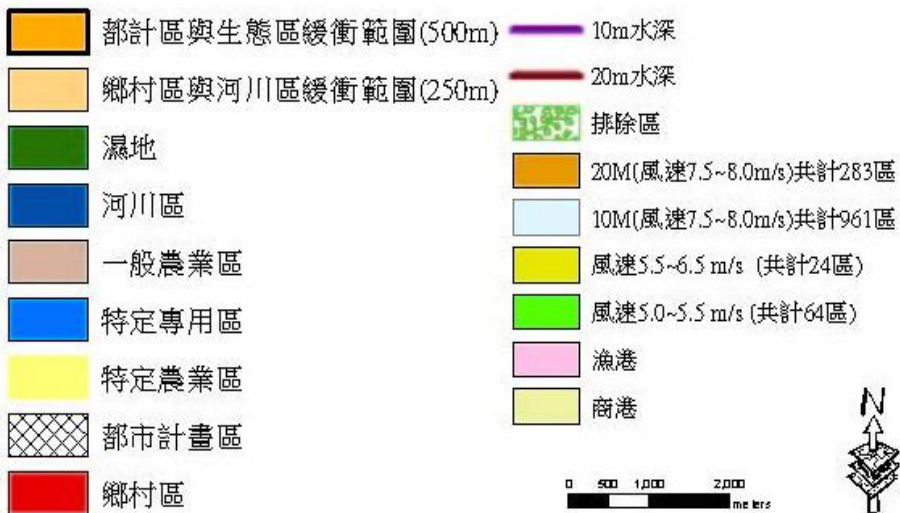 都計區與生態區緩衝範圍(500m)
鄉村區與河川區緩衝範圍(250m)
濕地
河川區
一般農業區
特定專用區
特定農業區
都市計畫區
鄉村區
10m水深
20m水深
排除區
20M(風速7.5~8.0m/s)共計283區
10M(風速7.5~8.0m/s)共計961區
風速5.5~6.5 m/s (共計24區)
風速5.0~5.5 m/s (共計64區)
漁港
商港
N
0 500 1,000 2,000
meters